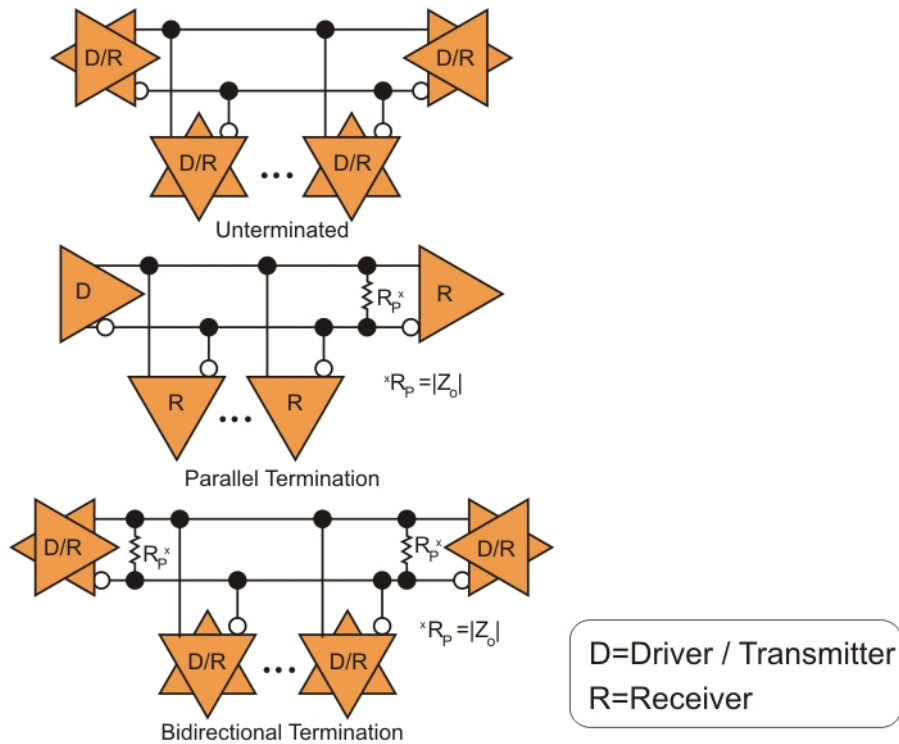 D/R D/R
D/R ... D/R
Unterminated
D R
Rₚˣ
R ... R
ˣRₚ=|Zₒ|
Parallel Termination
D/R Rₚˣ Rₚˣ D/R
D/R ... D/R
ˣRₚ=|Zₒ|
Bidirectional Termination
D=Driver / Transmitter
R=Receiver